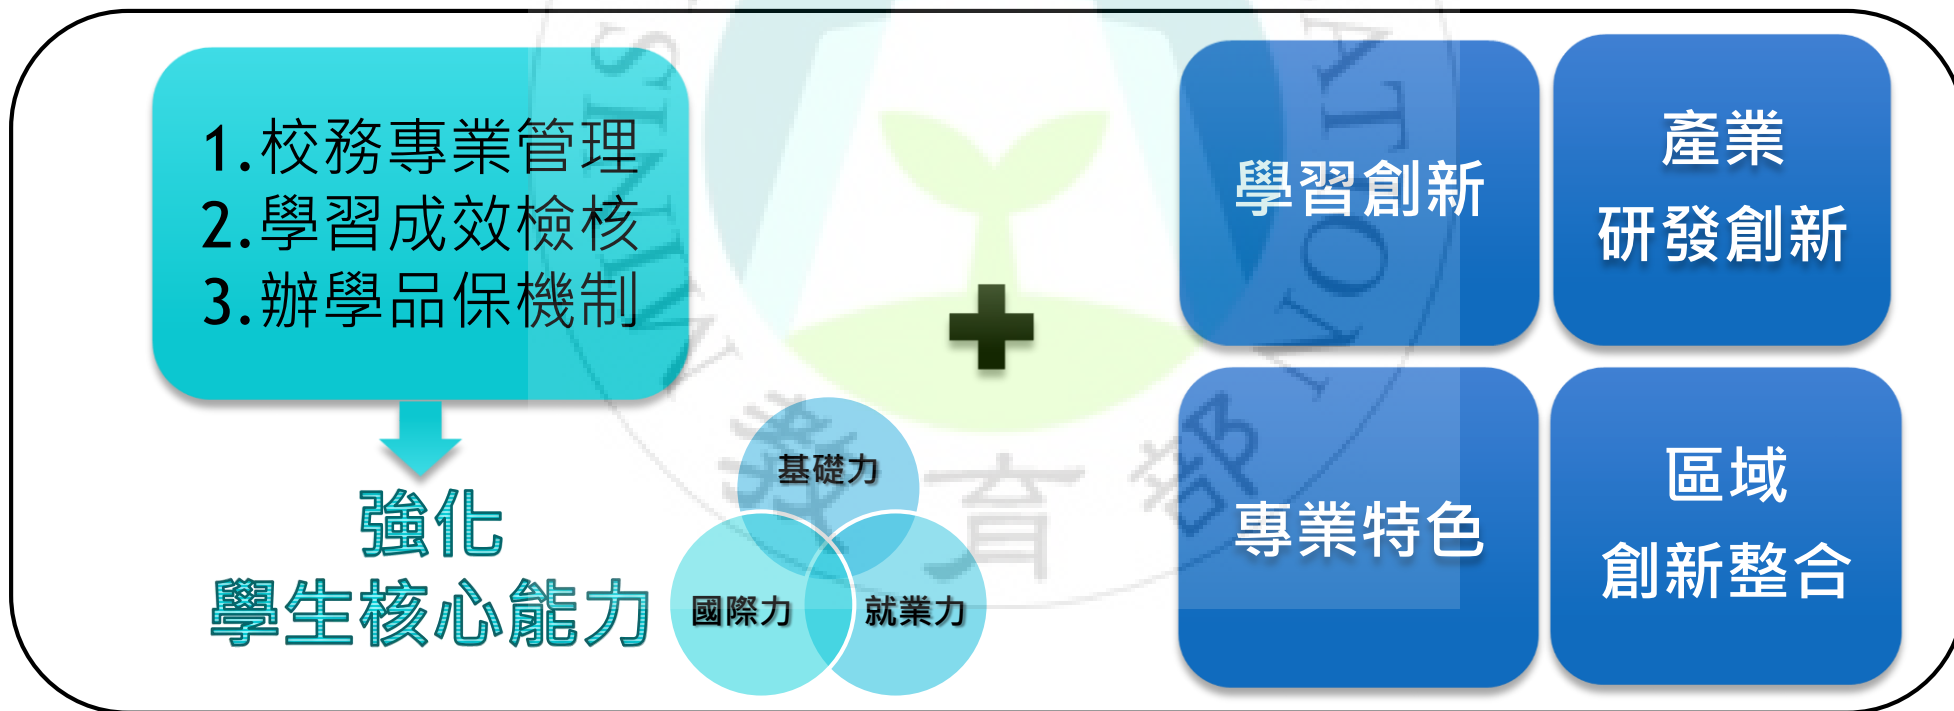 1.校務專業管理
2.學習成效檢核
3.辦學品保機制
強化
學生核心能力
基礎力
國際力
就業力
學習創新
產業
研發創新
專業特色
區域
創新整合
教育部